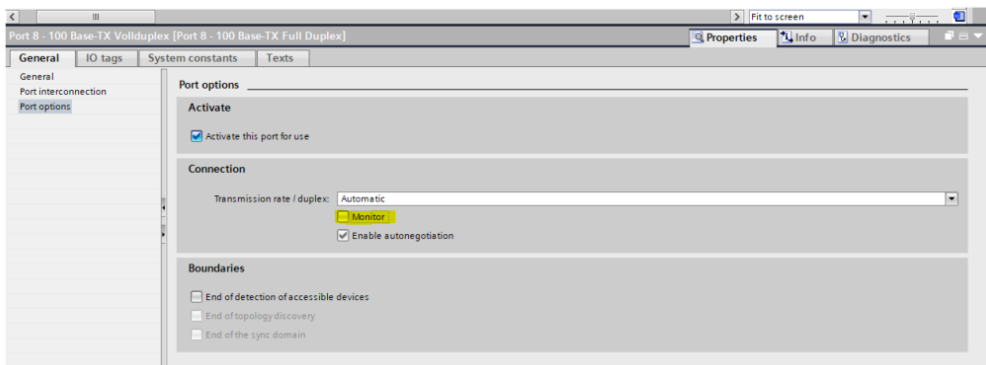 Fit to screen
Port 8 - 100 Base-TX Vollduplex [Port 8 - 100 Base-TX Full Duplex]
Properties
Info
Diagnostics
General
IO tags
System constants
Texts
General
Port interconnection
Port options
Port options
Activate
Activate this port for use
Connection
Transmission rate / duplex:
Automatic
Monitor
Enable autonegotiation
Boundaries
End of detection of accessible devices
End of topology discovery
End of the sync domain